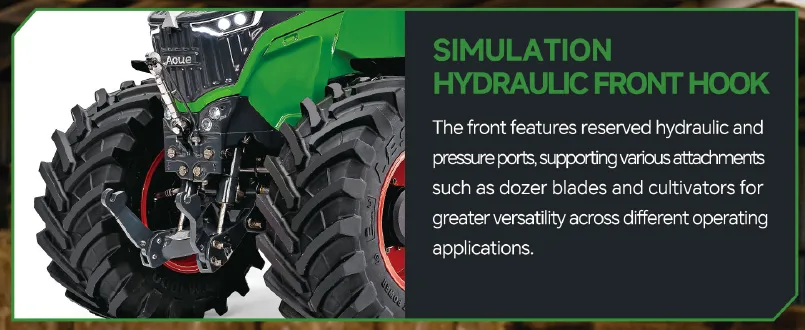 Aoue
SIMULATION
HYDRAULIC FRONT HOOK
The front features reserved hydraulic and
pressure ports, supporting various attachments
such as dozer blades and cultivators for
greater versatility across different operating
applications.